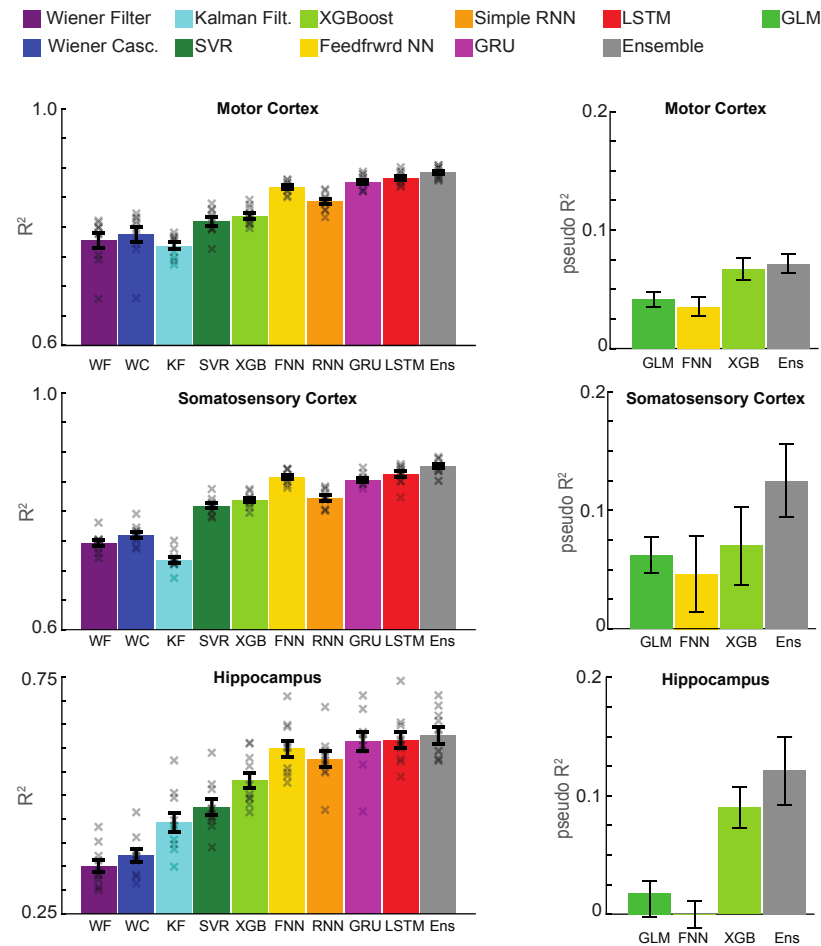 Wiener Filter Kalman Filt. XGBoost Simple RNN LSTM GLM
Wiener Casc. SVR Feedfrwrd NN GRU Ensemble
Motor Cortex
1.0
R²
0.6
WF WC KF SVR XGB FNN RNN GRU LSTM Ens
Motor Cortex
0.2
0.1
pseudo R²
0
GLM FNN XGB Ens
Somatosensory Cortex
1.0
R²
0.6
WF WC KF SVR XGB FNN RNN GRU LSTM Ens
Somatosensory Cortex
0.2
0.1
pseudo R²
0
GLM FNN XGB Ens
Hippocampus
0.75
R²
0.25
WF WC KF SVR XGB FNN RNN GRU LSTM Ens
Hippocampus
0.2
0.1
pseudo R²
0
GLM FNN XGB Ens